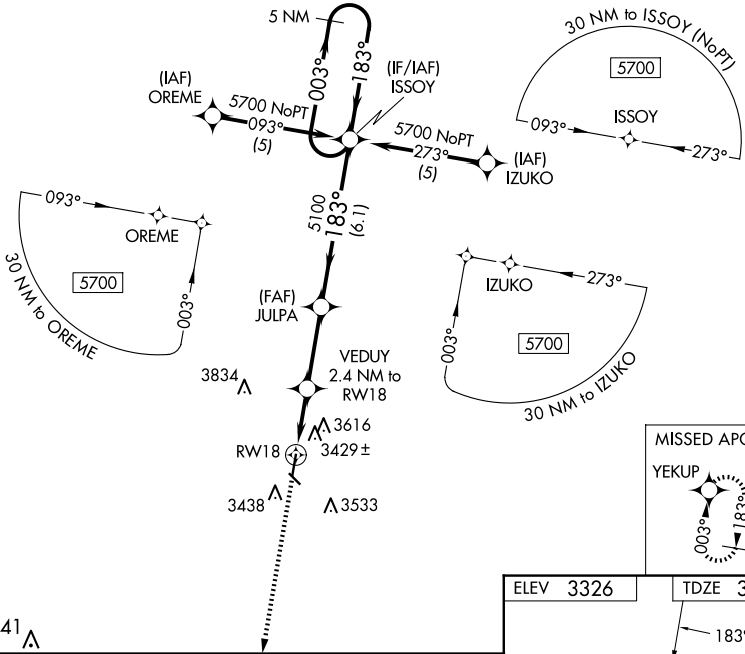 5 NM
003°
183°
(IF/IAF)
ISSOY
(IAF)
OREME
5700 NoPT
093°
(5)
5700 NoPT
273°
(5)
(IAF)
IZUKO
30 NM to ISSOY (NoPT)
5700
ISSOY
093°
273°
093°
OREME
5700
003°
30 NM to OREME
5100
183°
(6.1)
IZUKO
273°
003°
5700
30 NM to IZUKO
(FAF)
JULPA
VEDUY
2.4 NM to
RW18
3834
3616
RW18
3429±
3438
3533
MISSED APC
YEKUP
003°
183°
ELEV 3326
TDZE 3
183°
41